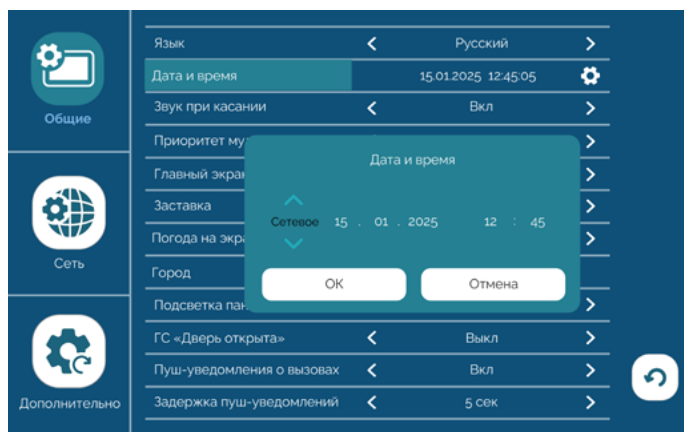 Общие
Сеть
Дополнительно
Язык Русский
Дата и время 15.01.2025 12:45:05
Звук при касании Вкл
Приоритет му
Главный экра
Заставка
Погода на экр
Город
Подсветка пан
Дата и время
Сетевое 15 . 01 . 2025 12 : 45
ОК Отмена
ГС «Дверь открыта» Выкл
Пуш-уведомления о вызовах Вкл
Задержка пуш-уведомлений 5 сек